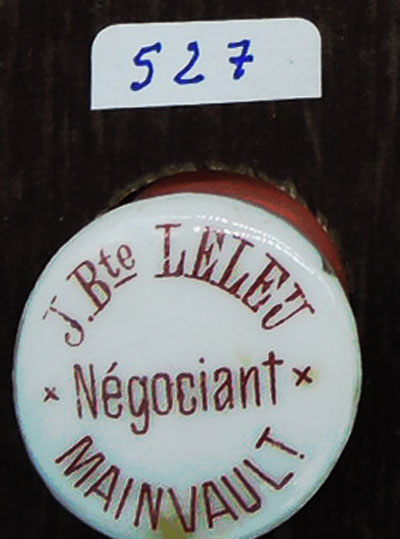 527
J. Bte LELEU
× Négociant ×
MAINVAULT